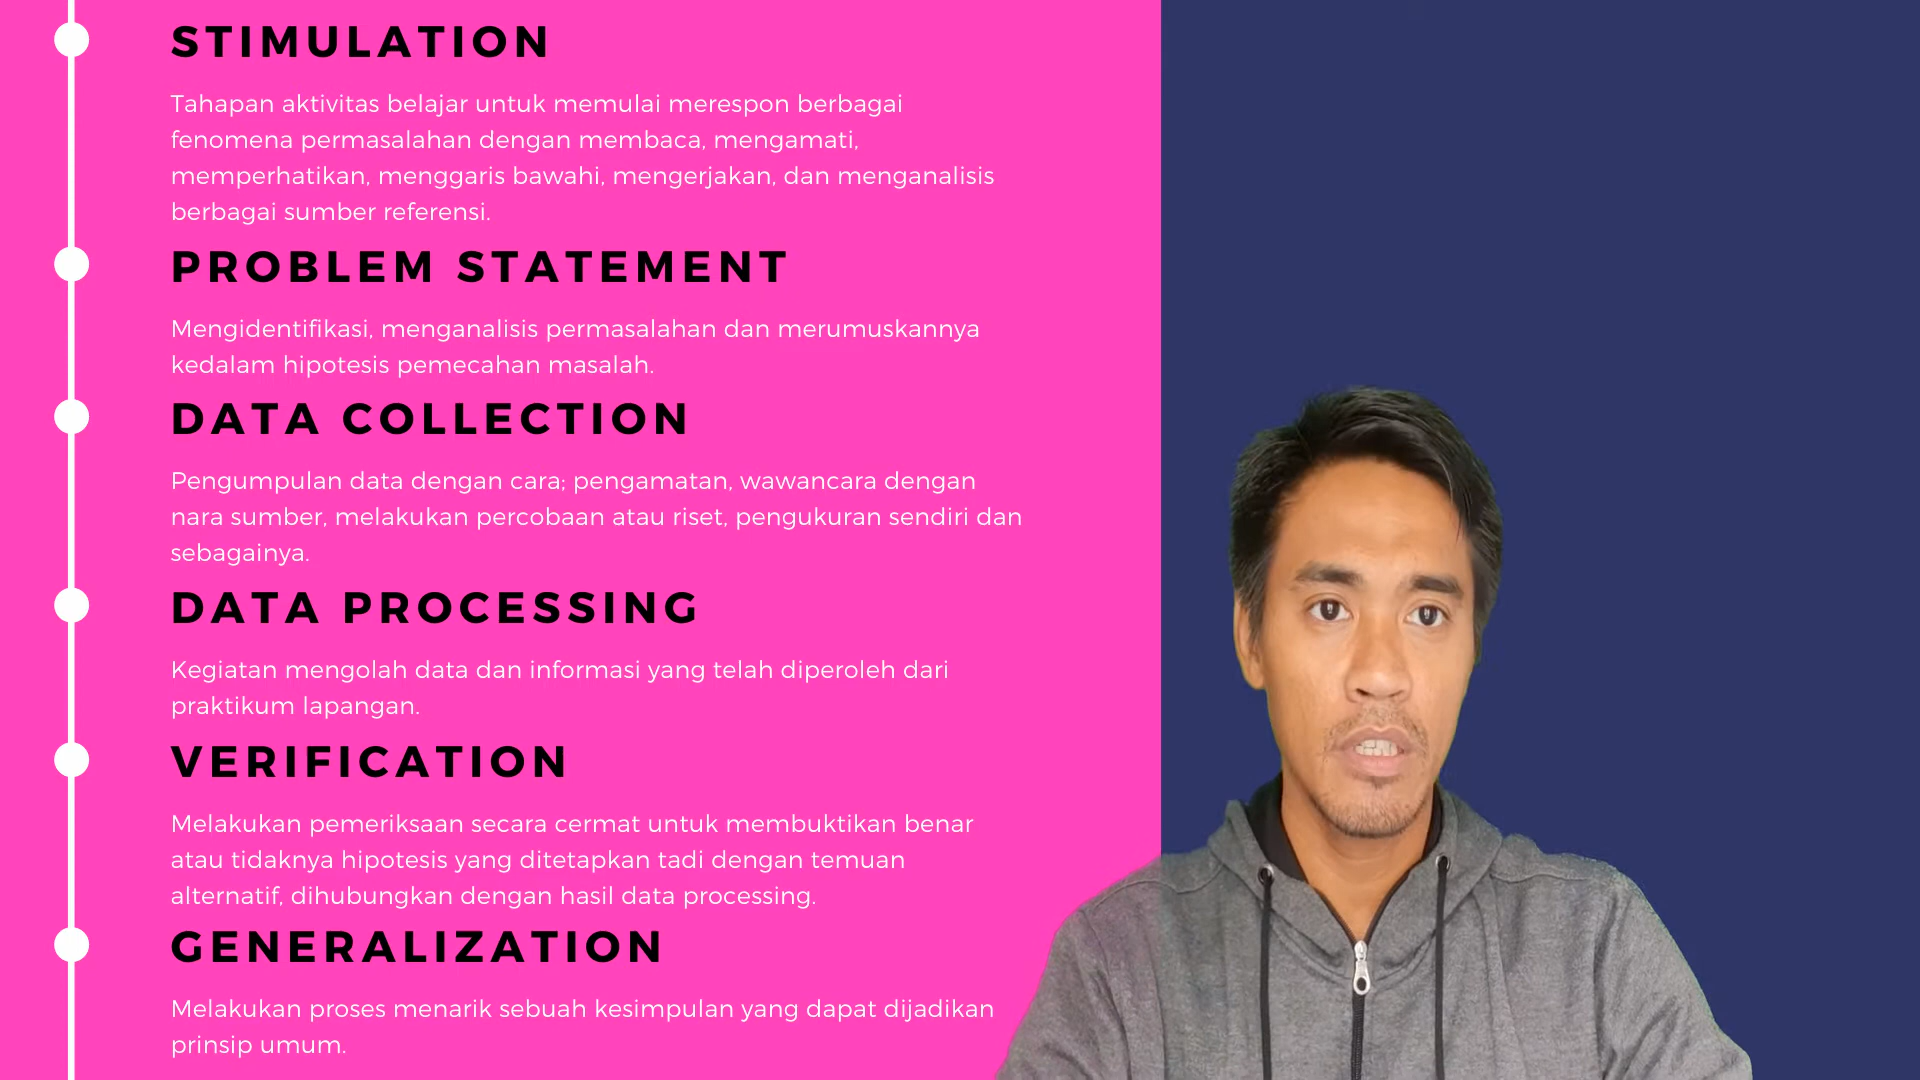 STIMULATION
Tahapan aktivitas belajar untuk memulai merespon berbagai
fenomena permasalahan dengan membaca, mengamati,
memperhatikan, menggaris bawahi, mengerjakan, dan menganalisis
berbagai sumber referensi.
PROBLEM STATEMENT
Mengidentifikasi, menganalisis permasalahan dan merumuskannya
kedalam hipotesis pemecahan masalah.
DATA COLLECTION
Pengumpulan data dengan cara; pengamatan, wawancara dengan
nara sumber, melakukan percobaan atau riset, pengukuran sendiri dan
sebagainya.
DATA PROCESSING
Kegiatan mengolah data dan informasi yang telah diperoleh dari
praktikum lapangan.
VERIFICATION
Melakukan pemeriksaan secara cermat untuk membuktikan benar
atau tidaknya hipotesis yang ditetapkan tadi dengan temuan
alternatif, dihubungkan dengan hasil data processing.
GENERALIZATION
Melakukan proses menarik sebuah kesimpulan yang dapat dijadikan
prinsip umum.